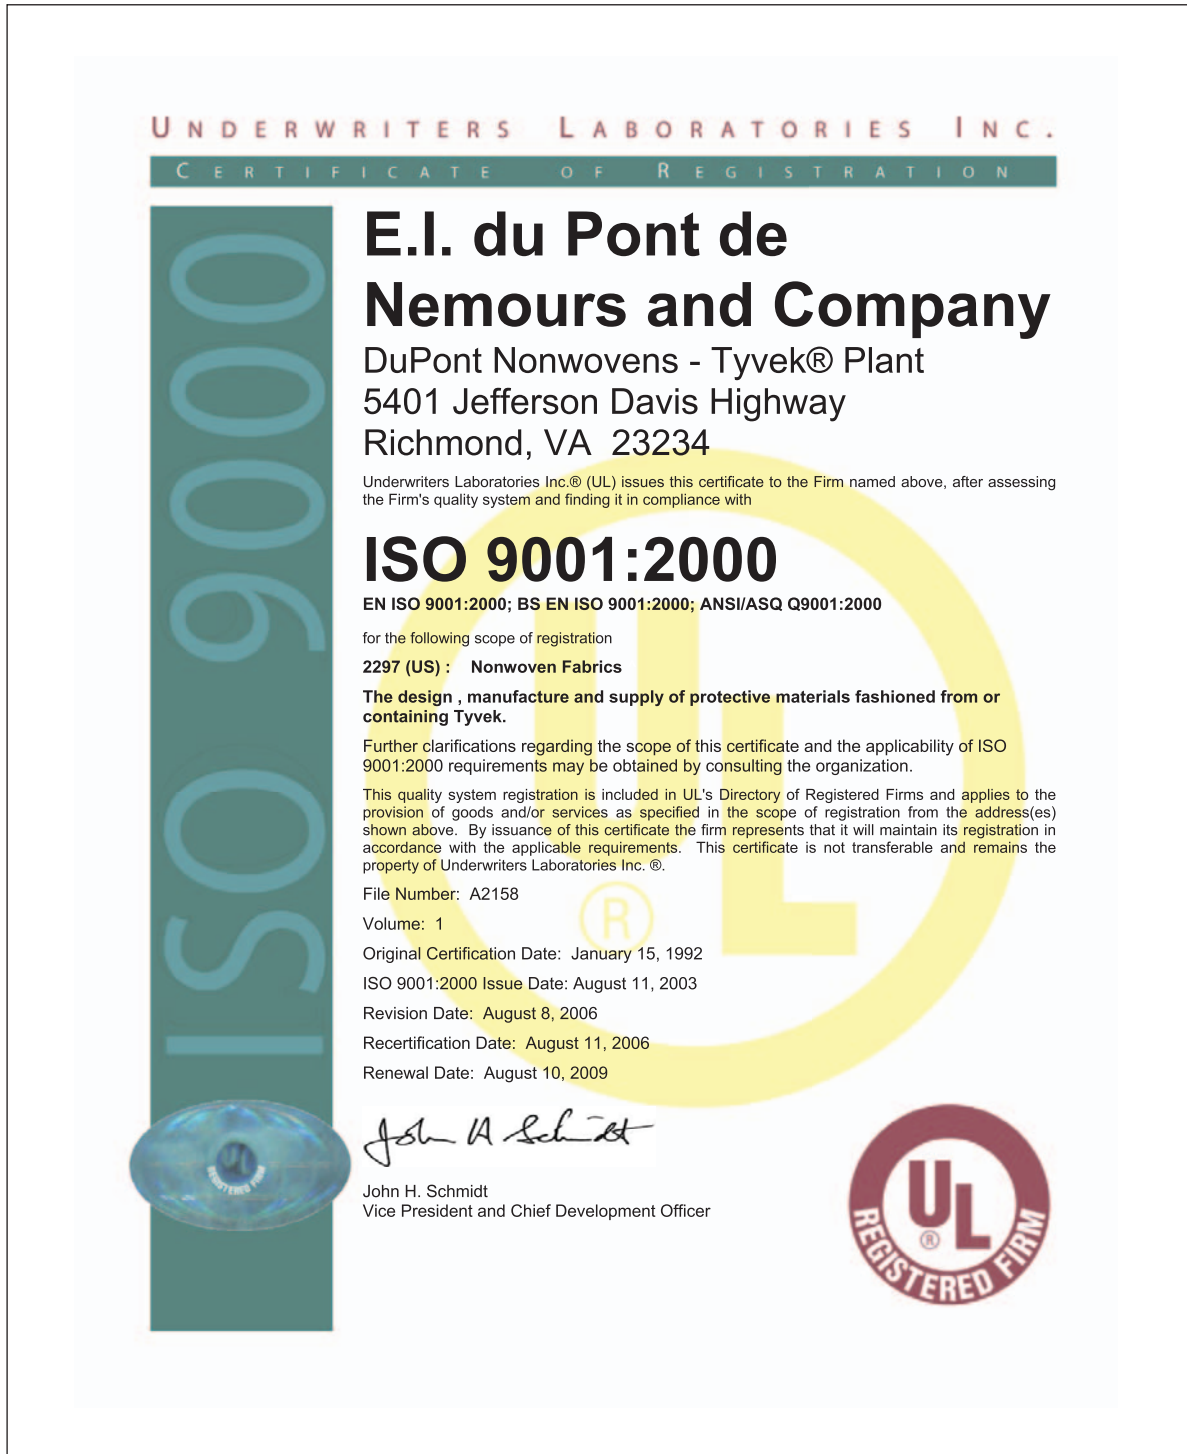 UNDERWRITERS LABORATORIES INC.
CERTIFICATE OF REGISTRATION
ISO 9000
E.I. du Pont de
Nemours and Company
DuPont Nonwovens - Tyvek® Plant
5401 Jefferson Davis Highway
Richmond, VA  23234
Underwriters Laboratories Inc.® (UL) issues this certificate to the Firm named above, after assessing
the Firm's quality system and finding it in compliance with
ISO 9001:2000
EN ISO 9001:2000; BS EN ISO 9001:2000; ANSI/ASQ Q9001:2000
for the following scope of registration
2297 (US) :    Nonwoven Fabrics
The design , manufacture and supply of protective materials fashioned from or
containing Tyvek.
Further clarifications regarding the scope of this certificate and the applicability of ISO
9001:2000 requirements may be obtained by consulting the organization.
This quality system registration is included in UL's Directory of Registered Firms and applies to the
provision of goods and/or services as specified in the scope of registration from the address(es)
shown above.  By issuance of this certificate the firm represents that it will maintain its registration in
accordance with the applicable requirements.  This certificate is not transferable and remains the
property of Underwriters Laboratories Inc. ®.
File Number:  A2158
Volume:  1
Original Certification Date:  January 15, 1992
ISO 9001:2000 Issue Date: August 11, 2003
Revision Date:  August 8, 2006
Recertification Date:  August 11, 2006
Renewal Date:  August 10, 2009
UL
®
John H Schmidt
John H. Schmidt
Vice President and Chief Development Officer
UL
REGISTERED FIRM
UL
®
REGISTERED FIRM